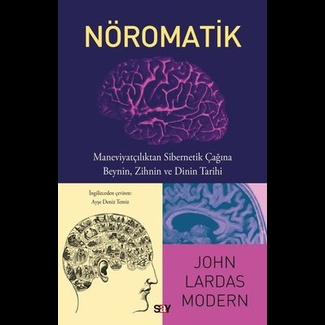 NÖROMATİK
Maneviyatçılıktan Sibernetik Çağına
Beynin, Zihnin ve Dinin Tarihi
İngilizceden çeviren:
Ayşe Deniz Temiz
JOHN
LARDAS
MODERN
SAY